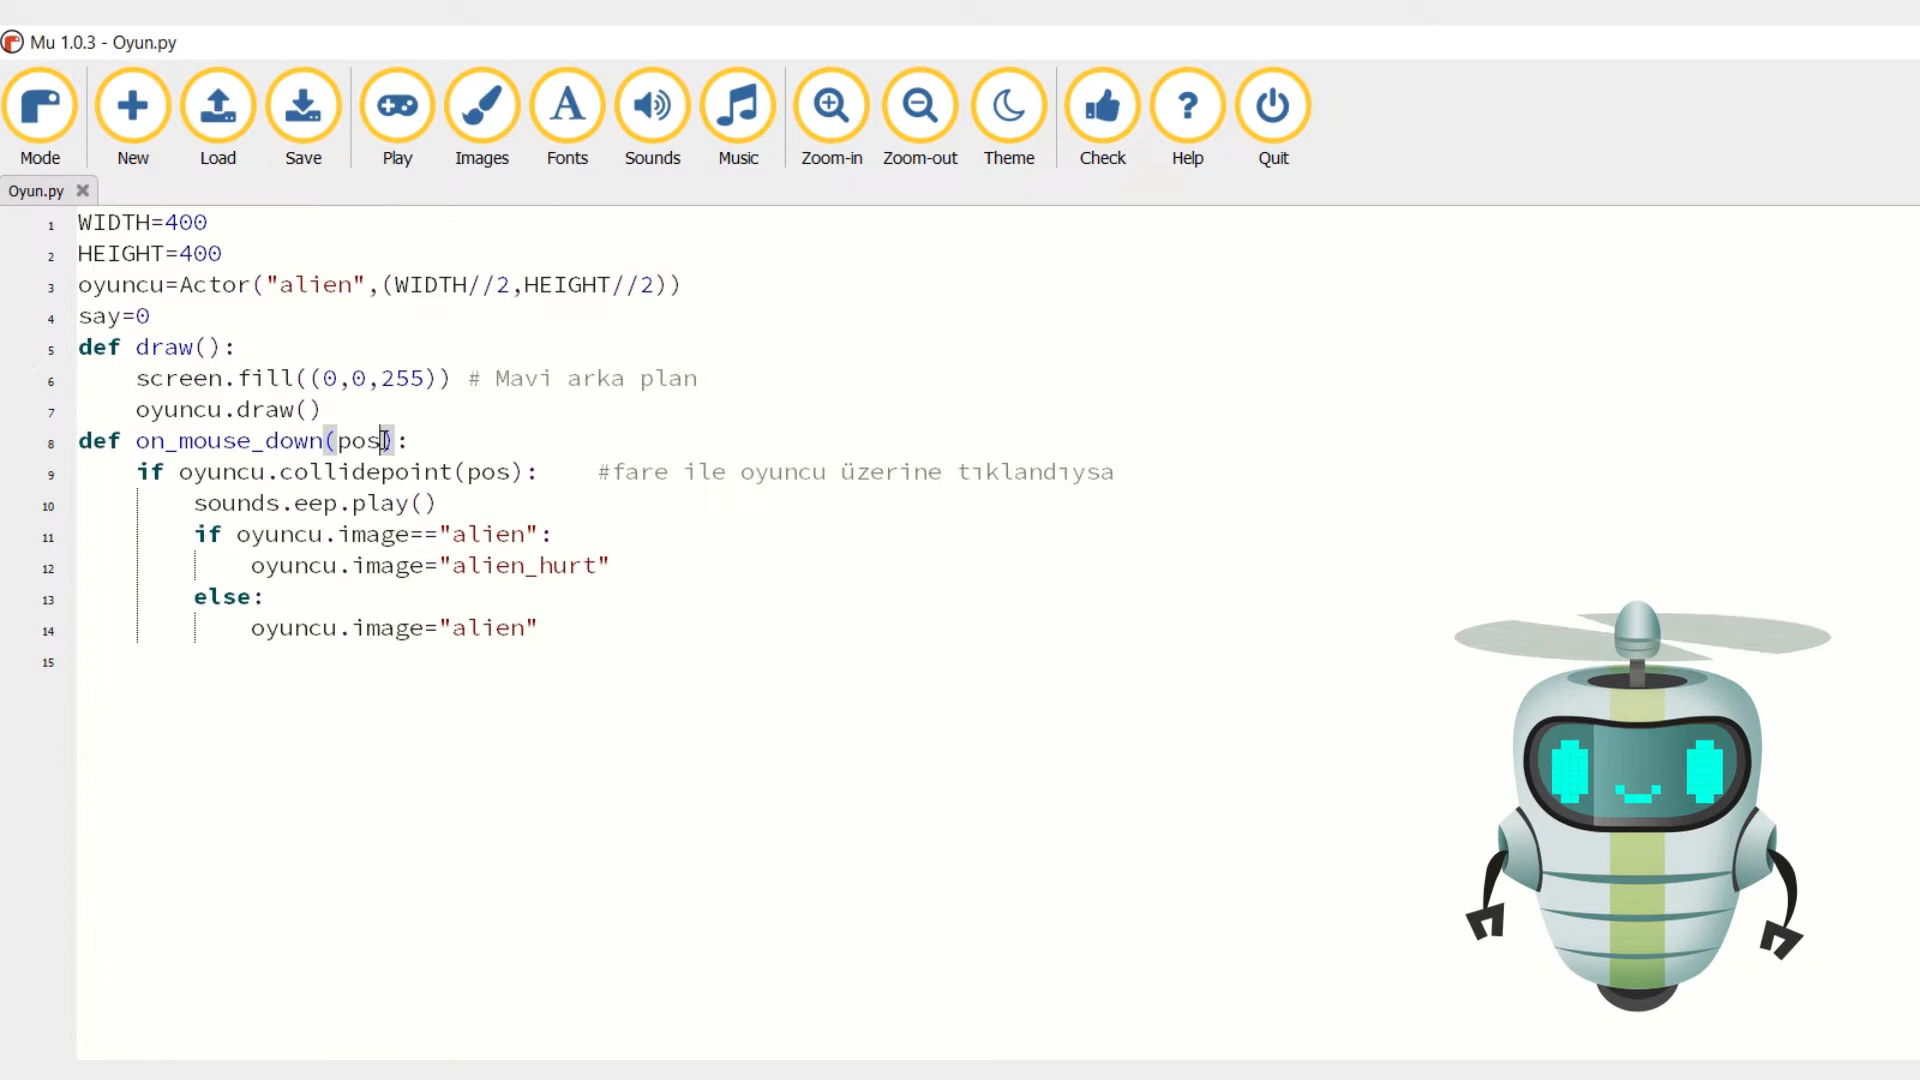 Mu 1.0.3 - Oyun.py
Mode New Load Save Play Images Fonts Sounds Music Zoom-in Zoom-out Theme Check Help Quit
Oyun.py
1 WIDTH=400
2 HEIGHT=400
3 oyuncu=Actor("alien",(WIDTH//2,HEIGHT//2))
4 say=0
5 def draw():
6     screen.fill((0,0,255)) # Mavi arka plan
7     oyuncu.draw()
8 def on_mouse_down(pos):
9     if oyuncu.collidepoint(pos):    #fare ile oyuncu üzerine tıklandıysa
10         sounds.eep.play()
11         if oyuncu.image=="alien":
12             oyuncu.image="alien_hurt"
13         else:
14             oyuncu.image="alien"
15